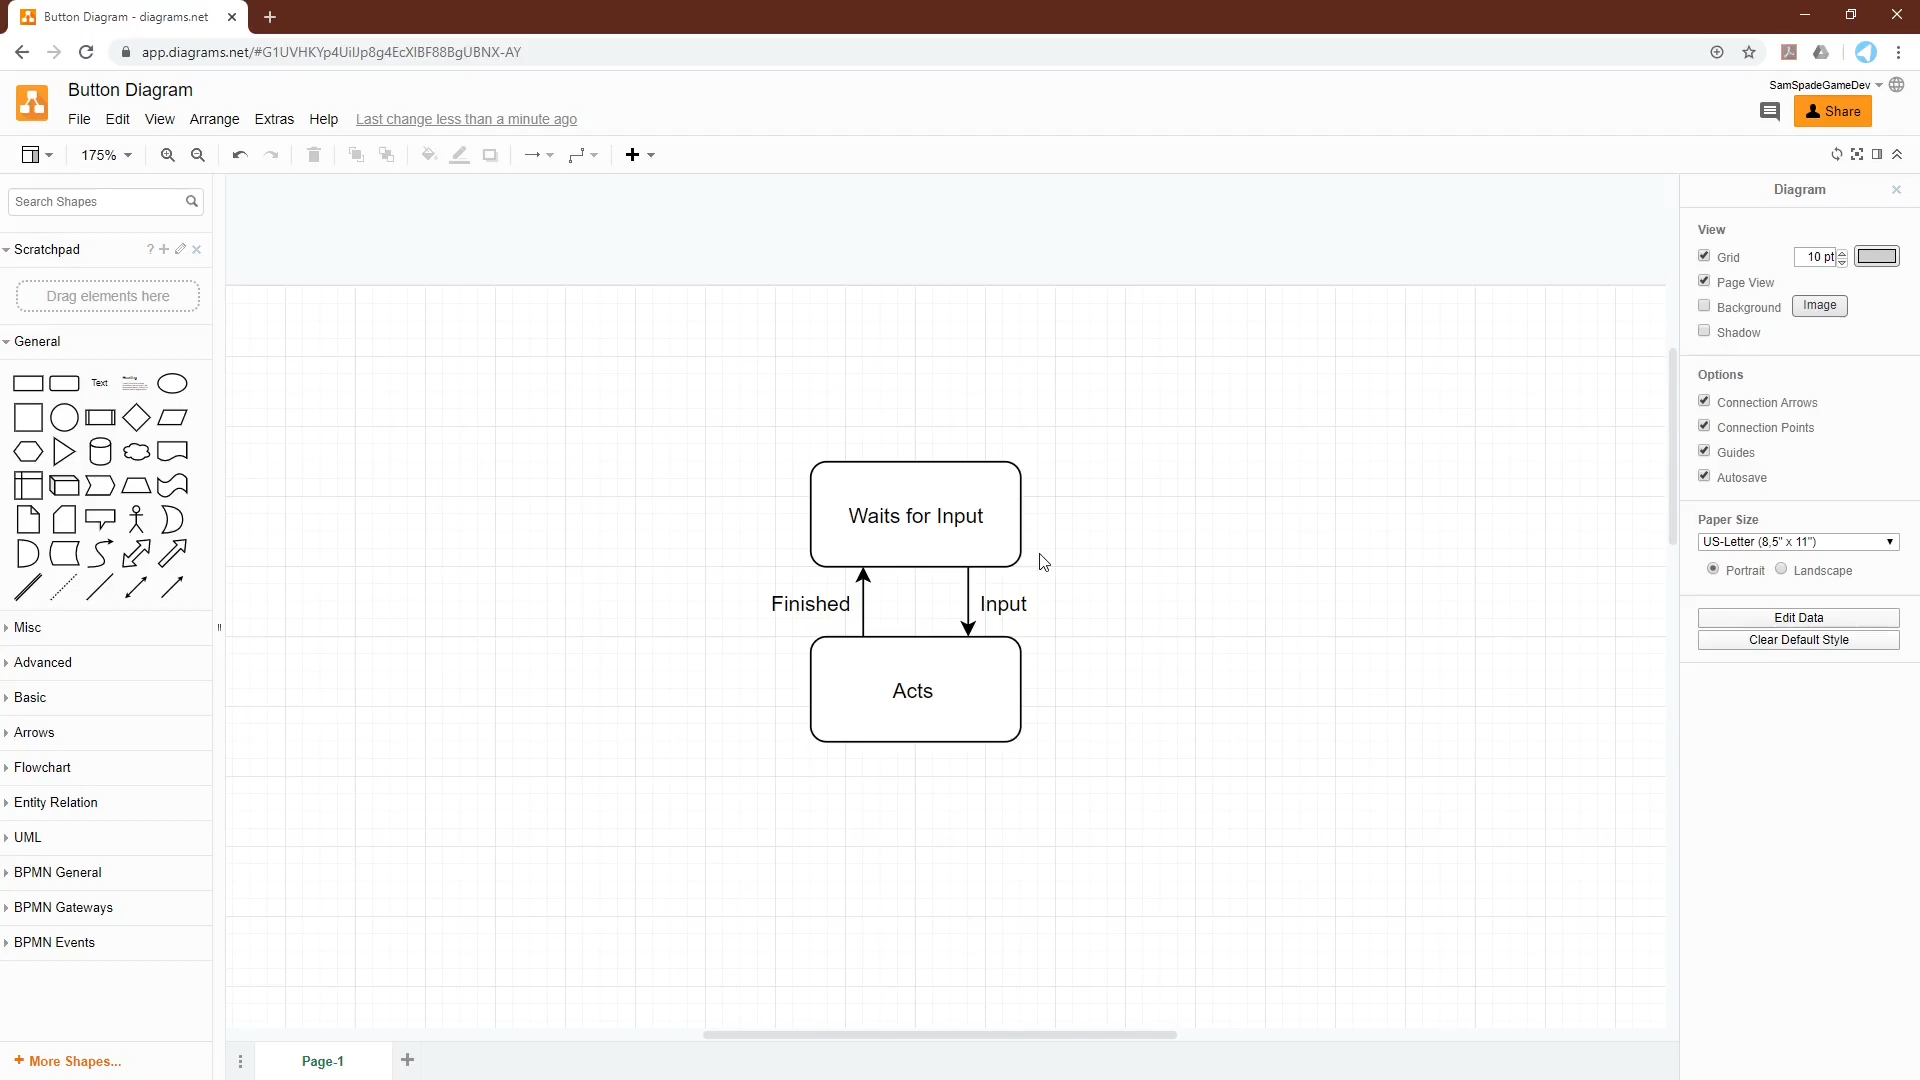 Button Diagram - diagrams.net
app.diagrams.net/#G1UVHKYp4UiIJp8g4EcXIBF88BgUBNX-AY
Button Diagram
SamSpadeGameDev
File Edit View Arrange Extras Help Last change less than a minute ago
Share
175%
Search Shapes
Scratchpad
?
Drag elements here
General
Text
Heading
Misc
Advanced
Basic
Arrows
Flowchart
Entity Relation
UML
BPMN General
BPMN Gateways
BPMN Events
+ More Shapes...
Waits for Input
Finished
Input
Acts
Page-1
Diagram
View
Grid
10 pt
Page View
Background
Image
Shadow
Options
Connection Arrows
Connection Points
Guides
Autosave
Paper Size
US-Letter (8,5" x 11")
Portrait
Landscape
Edit Data
Clear Default Style